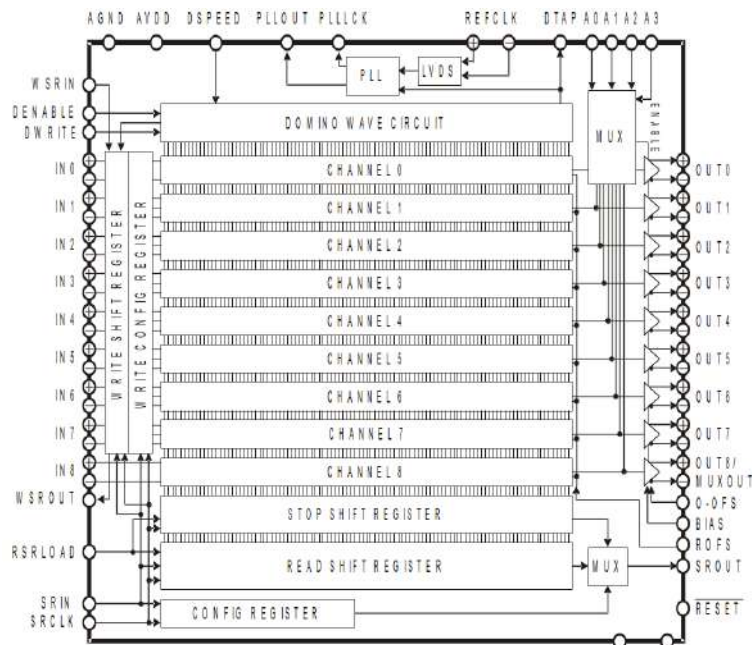 AGND AVDD DSPEED PLLOUT PLLLCK REFCLK DTAP A0 A1 A2 A3
WSRIN
PLL
LVDS
DENABLE
DWRITE
DOMINO WAVE CIRCUIT
MUX
ENABLE
IN0
CHANNEL 0
OUT0
IN1
CHANNEL 1
OUT1
IN2
CHANNEL 2
OUT2
IN3
CHANNEL 3
OUT3
IN4
CHANNEL 4
OUT4
IN5
CHANNEL 5
OUT5
IN6
CHANNEL 6
OUT6
IN7
CHANNEL 7
OUT7
IN8
CHANNEL 8
OUT8/
MUXOUT
WRITE SHIFT REGISTER
WRITE CONFIG REGISTER
WSROUT
STOP SHIFT REGISTER
O-OFS
BIAS
ROFS
RSRLOAD
READ SHIFT REGISTER
MUX
SROUT
SRIN
SRCLK
CONFIG REGISTER
RESET